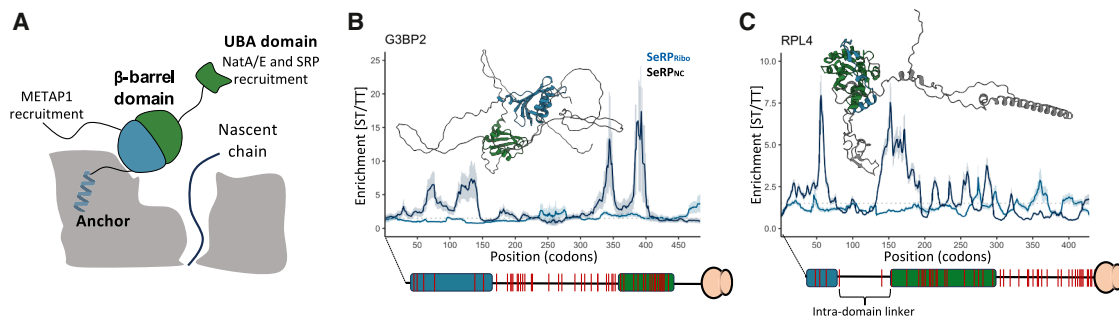 A
UBA domain
NatA/E and SRP
recruitment
β-barrel
domain
METAP1
recruitment
Nascent
chain
Anchor
B
G3BP2
SeRPRibo
SeRPNC
Enrichment [ST/TT]
25
20
15
10
5
0
50 100 150 200 250 300 350 400 450
Position (codons)
C
RPL4
Enrichment [ST/TT]
10.0
7.5
5.0
2.5
0.0
50 100 150 200 250 300 350 400
Position (codons)
Intra-domain linker